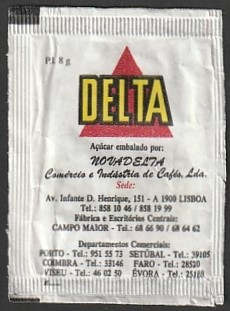 P.L 8 g
DELTA
Açúcar embalado por:
NOVADELTA
Comércio e Indústria de Cafés, Lda.
Sede:
Av. Infante D. Henrique, 151 - A 1900 LISBOA
Tel.: 858 10 46 / 858 19 99
Fábrica e Escritórios Centrais:
CAMPO MAIOR - Tel.: 68 66 90 / 68 64 62
Departamentos Comerciais:
PORTO - Tel.: 951 55 73 SETÚBAL - Tel.: 39105
COIMBRA - Tel.: 33146 FARO - Tel.: 28520
VISEU - Tel.: 46 02 50 ÉVORA - Tel.: